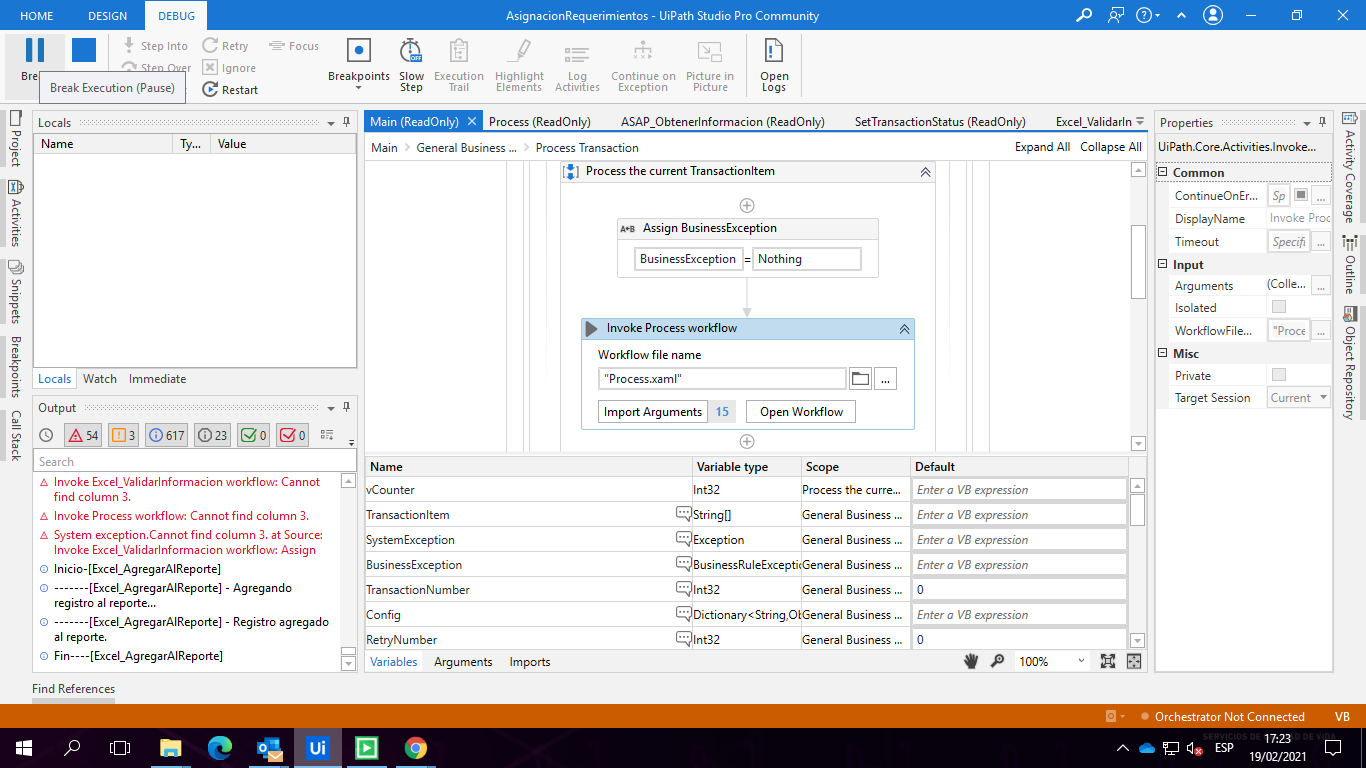 HOME DESIGN DEBUG AsignacionRequerimientos - UiPath Studio Pro Community
Step Into Retry Focus
Brea Step Over Ignore Breakpoints Slow Step Execution Trail Highlight Elements Log Activities Continue on Exception Picture in Picture Open Logs
Break Execution (Pause) Restart
Project
Activities
Snippets
Breakpoints
Call Stack
Locals
Name Ty... Value
Locals Watch Immediate
Output
54 3 617 23 0 0
Search
Invoke Excel_ValidarInformacion workflow: Cannot
find column 3.
Invoke Process workflow: Cannot find column 3.
System exception.Cannot find column 3. at Source:
Invoke Excel_ValidarInformacion workflow: Assign
Inicio-[Excel_AgregarAlReporte]
-------[Excel_AgregarAlReporte] - Agregando
registro al reporte...
-------[Excel_AgregarAlReporte] - Registro agregado
al reporte.
Fin----[Excel_AgregarAlReporte]
Find References
Main (ReadOnly) Process (ReadOnly) ASAP_ObtenerInformacion (ReadOnly) SetTransactionStatus (ReadOnly) Excel_ValidarIn
Main General Business ... Process Transaction Expand All Collapse All
Process the current TransactionItem
A+B Assign BusinessException
BusinessException = Nothing
Invoke Process workflow
Workflow file name
"Process.xaml" ...
Import Arguments 15 Open Workflow
Name Variable type Scope Default
vCounter Int32 Process the curre... Enter a VB expression
TransactionItem String[] General Business ... Enter a VB expression
SystemException Exception General Business ... Enter a VB expression
BusinessException BusinessRuleExceptio General Business ... Enter a VB expression
TransactionNumber Int32 General Business ... 0
Config Dictionary<String,Ob General Business ... Enter a VB expression
RetryNumber Int32 General Business ... 0
Variables Arguments Imports 100%
Properties
UiPath.Core.Activities.Invoke...
Common
ContinueOnEr... Sp ...
DisplayName Invoke Proc
Timeout Specifi ...
Input
Arguments (Colle... ...
Isolated
WorkflowFile... "Proce ...
Misc
Private
Target Session Current
Activity Coverage
Outline
Object Repository
Orchestrator Not Connected VB
Ui ESP 17:23
19/02/2021